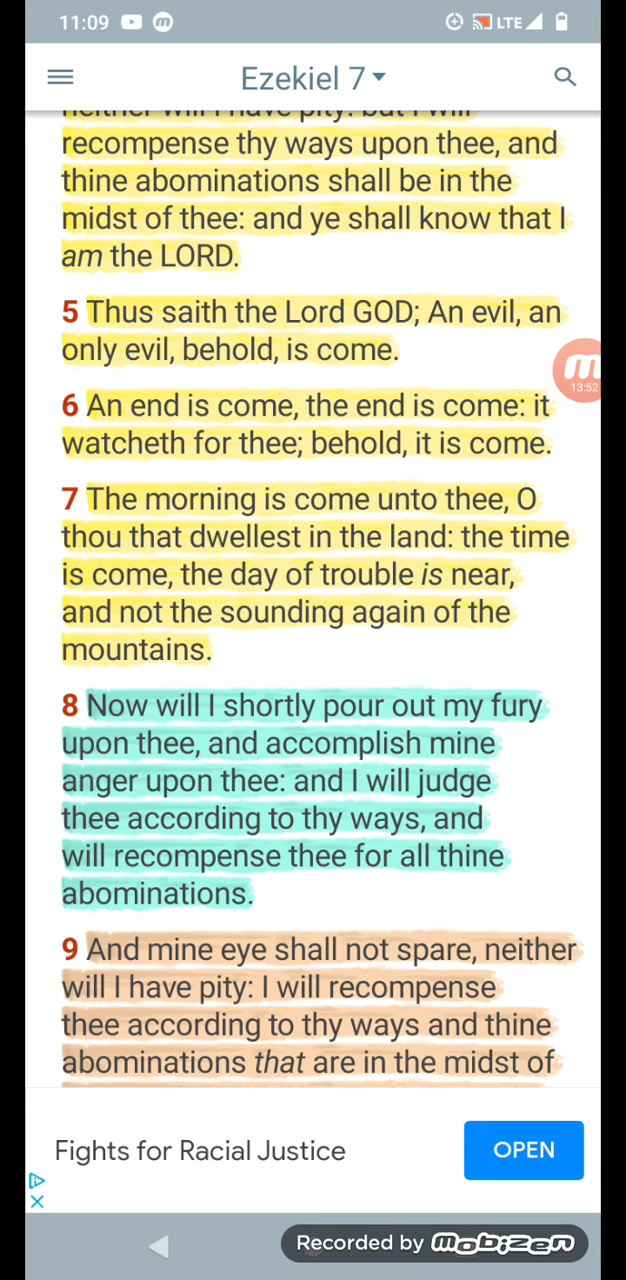 11:09
LTE
Ezekiel 7
neither will I have pity: but I will
recompense thy ways upon thee, and
thine abominations shall be in the
midst of thee: and ye shall know that I
am the LORD.
5 Thus saith the Lord GOD; An evil, an
only evil, behold, is come.
13:52
6 An end is come, the end is come: it
watcheth for thee; behold, it is come.
7 The morning is come unto thee, O
thou that dwellest in the land: the time
is come, the day of trouble is near,
and not the sounding again of the
mountains.
8 Now will I shortly pour out my fury
upon thee, and accomplish mine
anger upon thee: and I will judge
thee according to thy ways, and
will recompense thee for all thine
abominations.
9 And mine eye shall not spare, neither
will I have pity: I will recompense
thee according to thy ways and thine
abominations that are in the midst of
Fights for Racial Justice
OPEN
Recorded by mobizen